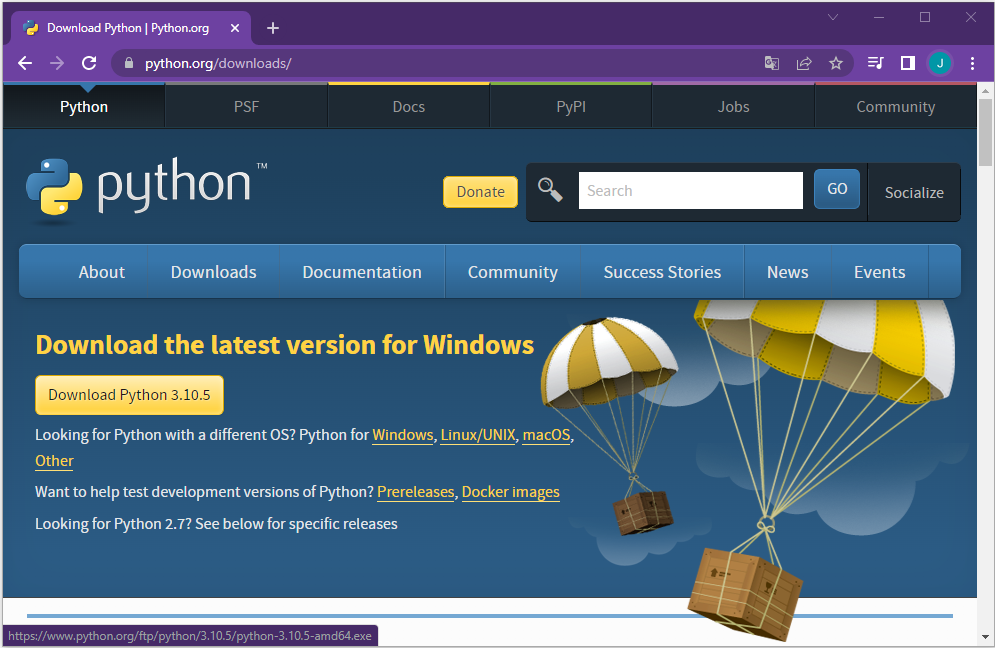 Download Python | Python.org
python.org/downloads/
J
Python PSF Docs PyPI Jobs Community
python™
Donate
Search
GO
Socialize
About Downloads Documentation Community Success Stories News Events
Download the latest version for Windows
Download Python 3.10.5
Looking for Python with a different OS? Python for Windows, Linux/UNIX, macOS,
Other
Want to help test development versions of Python? Prereleases, Docker images
Looking for Python 2.7? See below for specific releases
https://www.python.org/ftp/python/3.10.5/python-3.10.5-amd64.exe